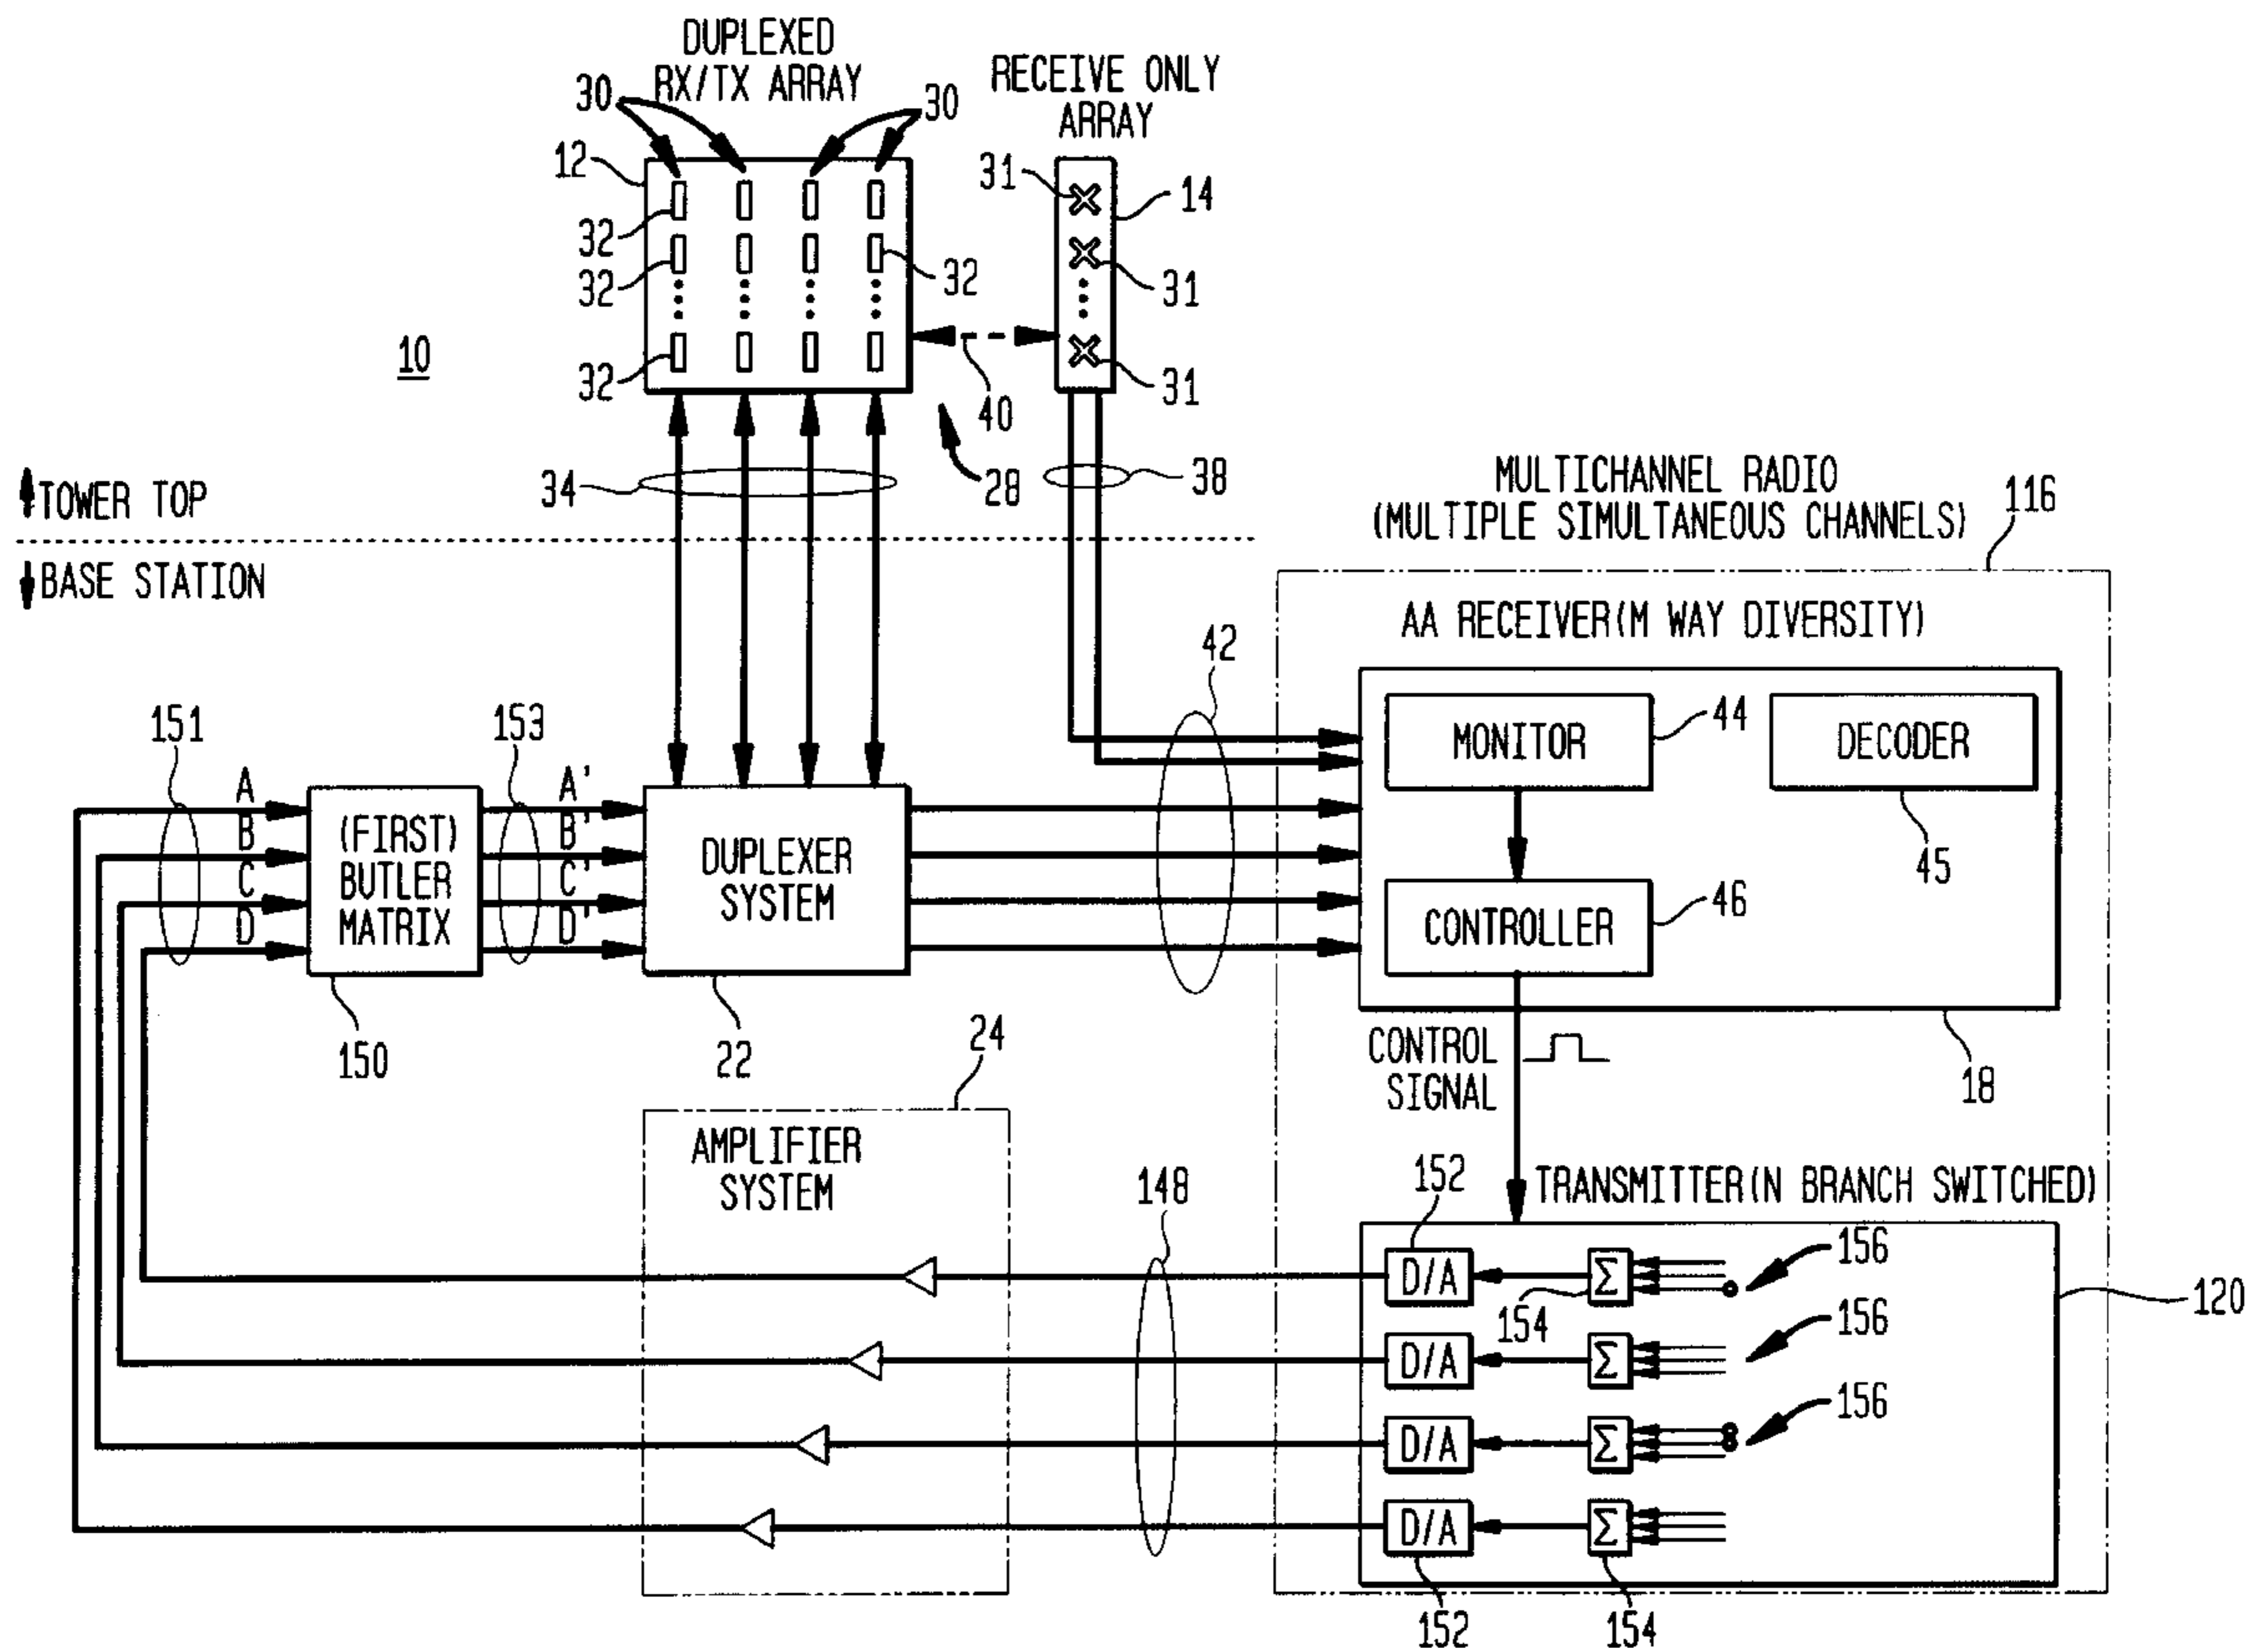 DUPLEXED
RX/TX ARRAY
RECEIVE ONLY
ARRAY
30
30
12
31
14
32
32
32
31
32
31
10
40
34
28
38
TOWER TOP
BASE STATION
MULTICHANNEL RADIO
(MULTIPLE SIMULTANEOUS CHANNELS)
116
AA RECEIVER(M WAY DIVERSITY)
42
151
153
MONITOR
44
DECODER
45
A
B
C
D
(FIRST)
BUTLER
MATRIX
A'
B'
C'
D'
DUPLEXER
SYSTEM
CONTROLLER
46
150
22
24
CONTROL
SIGNAL
18
AMPLIFIER
SYSTEM
148
152
TRANSMITTER(N BRANCH SWITCHED)
D/A
Σ
156
154
120
D/A
Σ
156
D/A
Σ
156
D/A
Σ
152
154